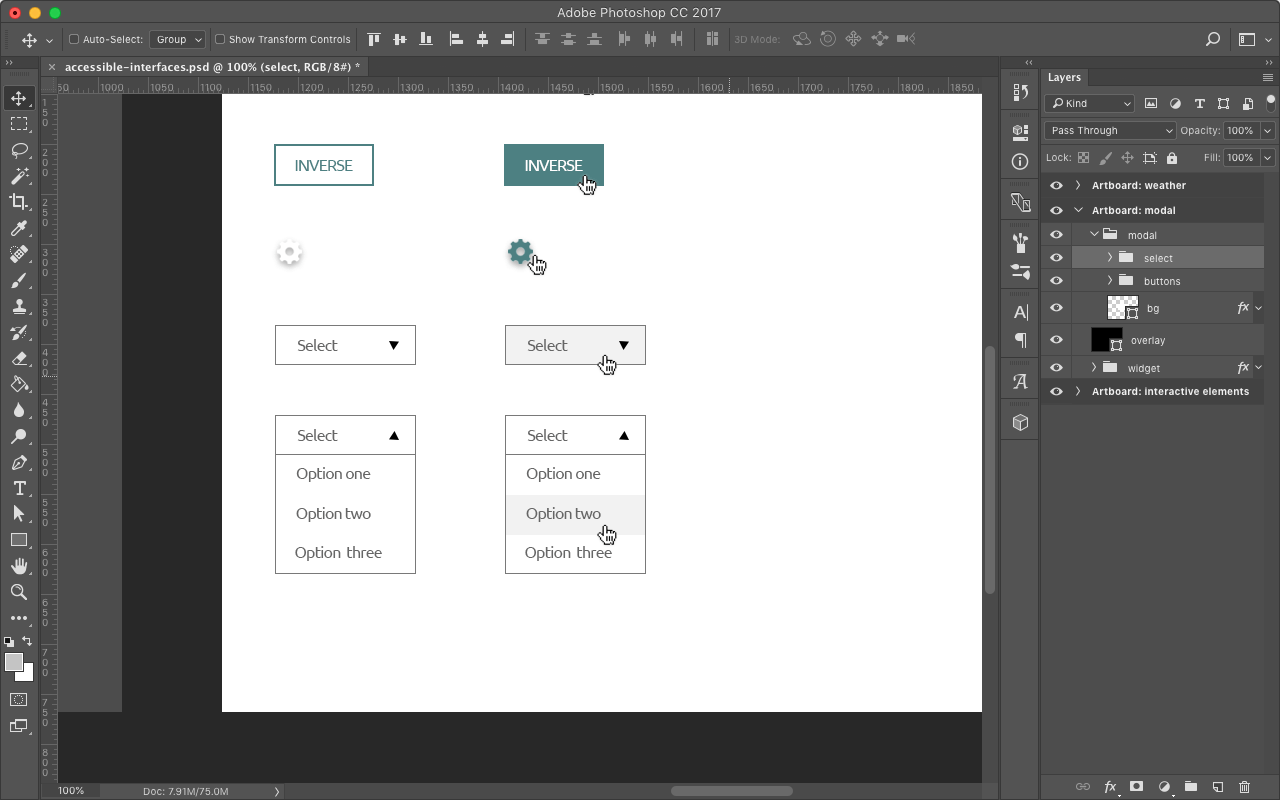 Adobe Photoshop CC 2017
Auto-Select: Group Show Transform Controls 3D Mode:
accessible-interfaces.psd @ 100% (select, RGB/8#) *
1000 1050 1100 1150 1200 1250 1300 1400 1450 1500 1550 1600 1650 1700 1750 1800 1850
INVERSE INVERSE
Select Select
Select Select
Option one Option one
Option two Option two
Option three Option three
100% Doc: 7.91M/75.0M
Layers
Kind
Pass Through Opacity: 100%
Lock: Fill: 100%
Artboard: weather
Artboard: modal
modal
select
buttons
bg fx
overlay
widget fx
Artboard: interactive elements
fx